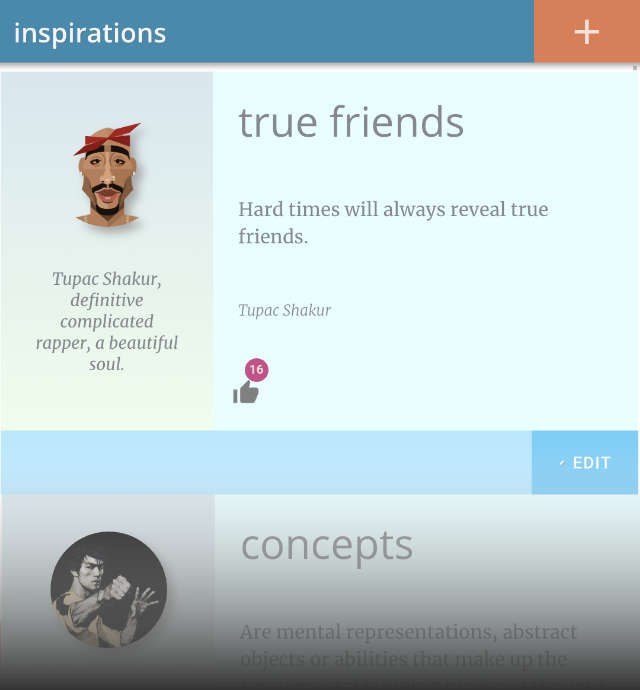 inspirations
true friends
Hard times will always reveal true
friends.
Tupac Shakur
Tupac Shakur,
definitive
complicated
rapper, a beautiful
soul.
16
EDIT
concepts
Are mental representations, abstract
objects or abilities that make up the